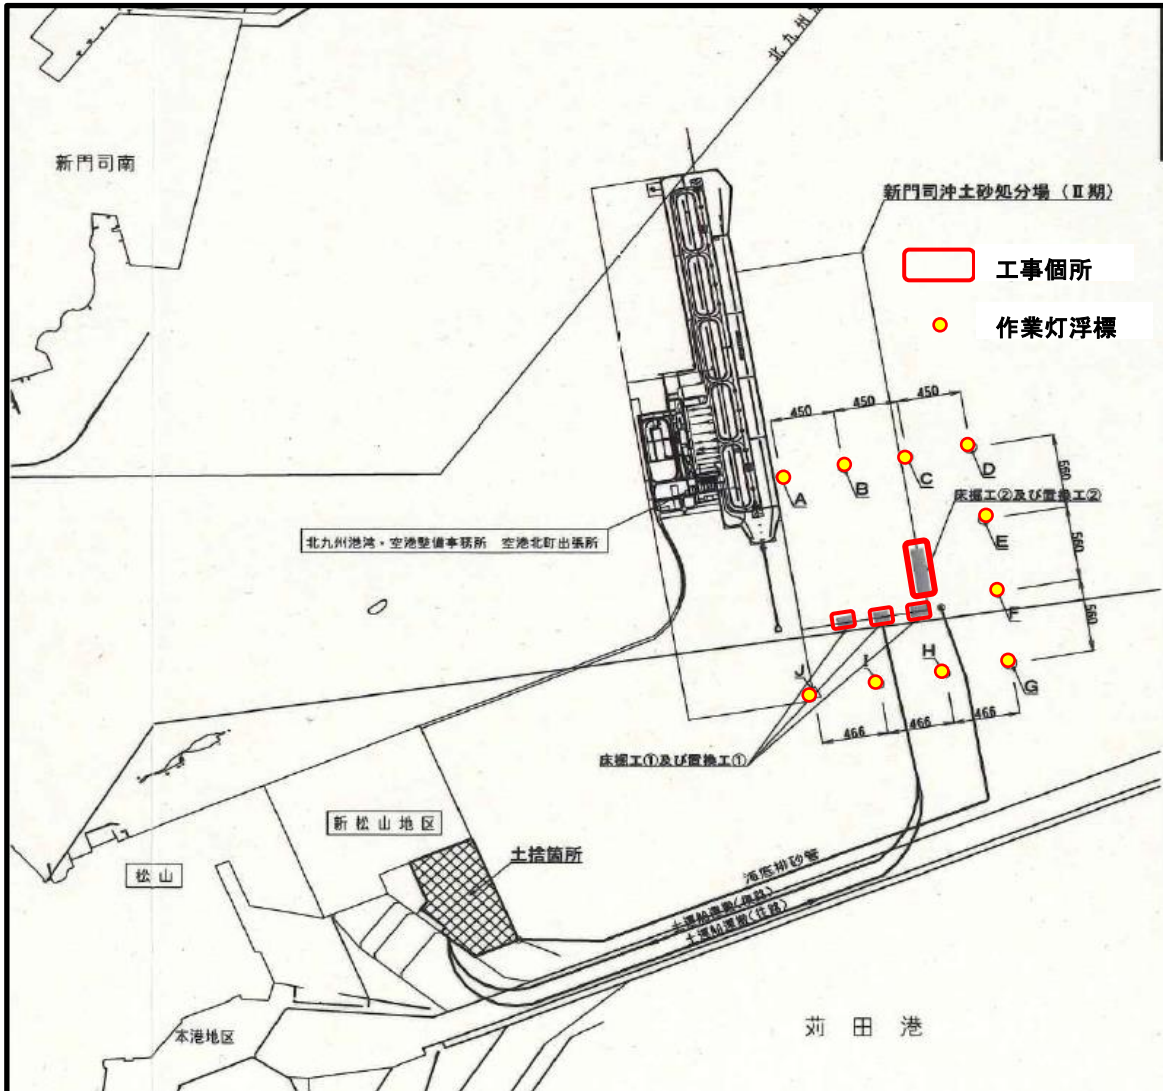 北九州
新門司南
新門司沖土砂処分場（Ⅱ期）
工事個所
作業灯浮標
450
450
450
A
B
C
D
560
床掘工②及び置換工②
E
560
F
560
北九州港湾・空港整備事務所　空港北町出張所
H
I
J
G
466
466
466
床掘工①及び置換工①
新松山地区
土捨箇所
松山
海底排砂管
土運船運搬(復路)
土運船運搬(往路)
本港地区
苅田港